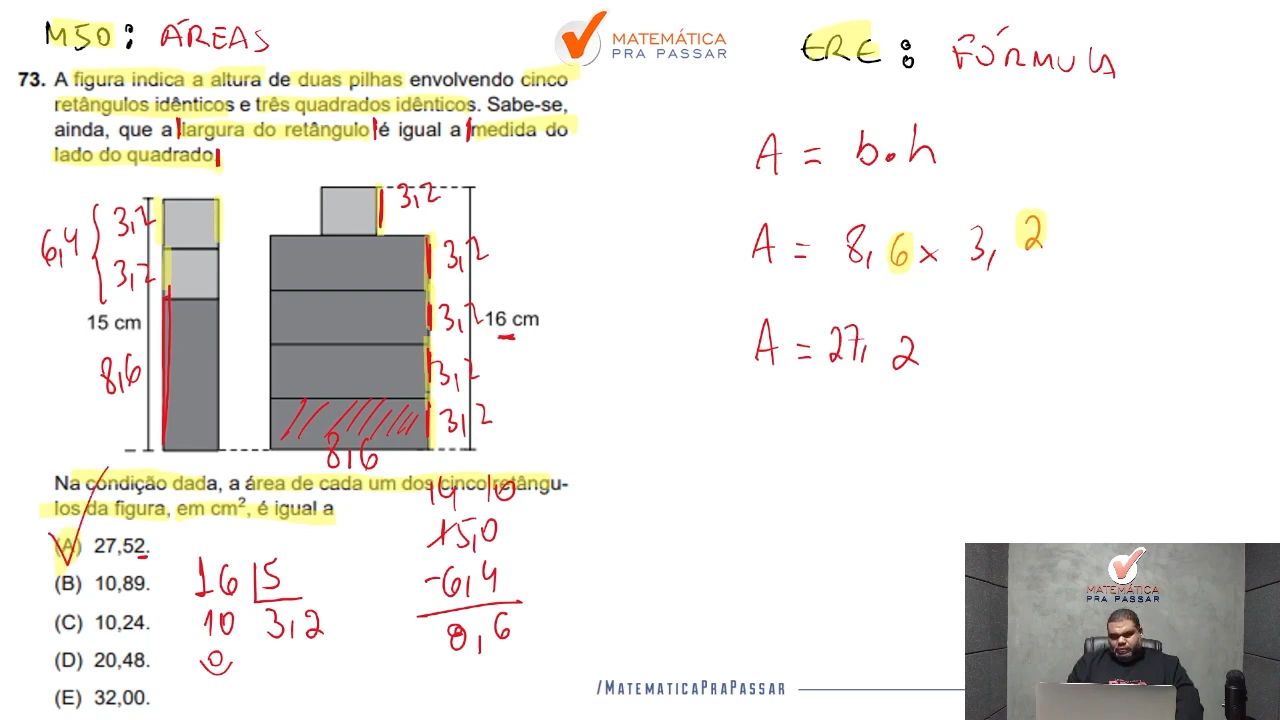 M50: ÁREAS
MATEMÁTICA
PRA PASSAR
ERE: FÓRMULA
73. A figura indica a altura de duas pilhas envolvendo cinco
retângulos idênticos e três quadrados idênticos. Sabe-se,
ainda, que a largura do retângulo é igual a medida do
lado do quadrado.
A = b.h
A = 8,6 x 3,2
A = 27, 2
6,4
3,2
3,2
15 cm
8,6
3,2
3,2
3,2
3,2
3,2
16 cm
8,6
Na condição dada, a área de cada um dos cinco retângu-
los da figura, em cm², é igual a
(A) 27,52.
(B) 10,89.
(C) 10,24.
(D) 20,48.
(E) 32,00.
16 5
10 3,2
0
14 10
15,0
-6,4
8,6
/MATEMATICAPRAPASSAR
MATEMÁTICA
PRA PASSAR